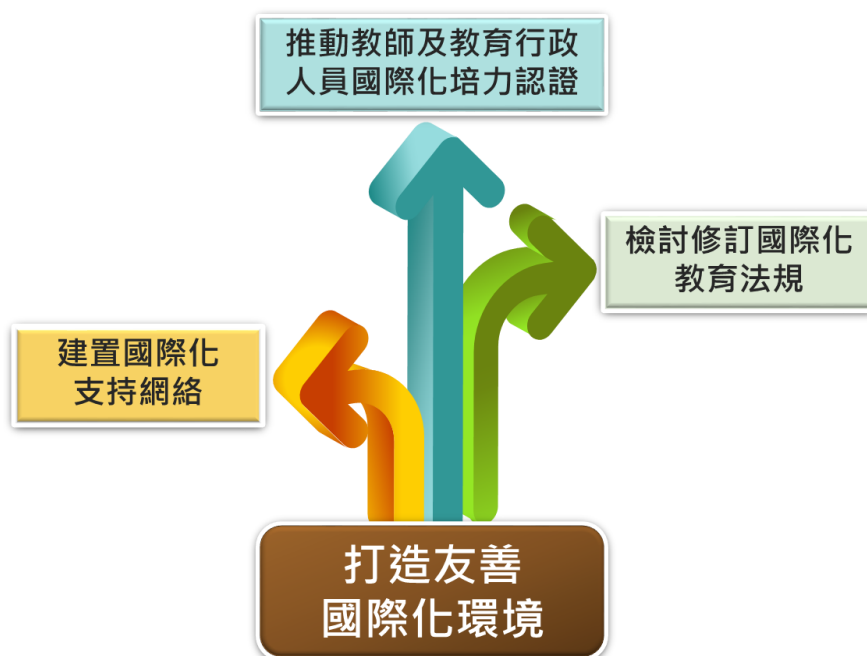 推動教師及教育行政
人員國際化培力認證
檢討修訂國際化
教育法規
建置國際化
支持網絡
打造友善
國際化環境